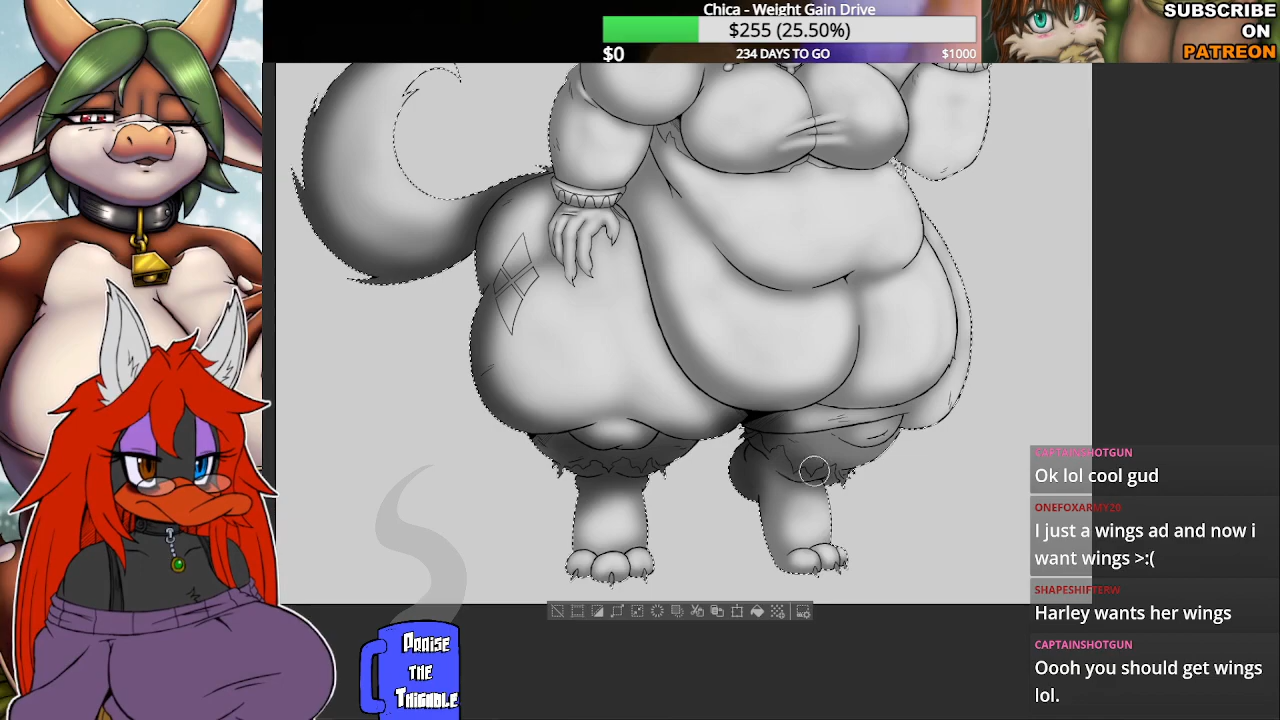 Chica - Weight Gain Drive
$255 (25.50%)
$0
234 DAYS TO GO
$1000
SUBSCRIBE
ON
PATREON
CAPTAINSHOTGUN
Ok lol cool gud
ONEFOXARMY20
I just a wings ad and now i
want wings >:(
SHAPESHIFTERW
Harley wants her wings
CAPTAINSHOTGUN
Oooh you should get wings
lol.
PRAISE
THE